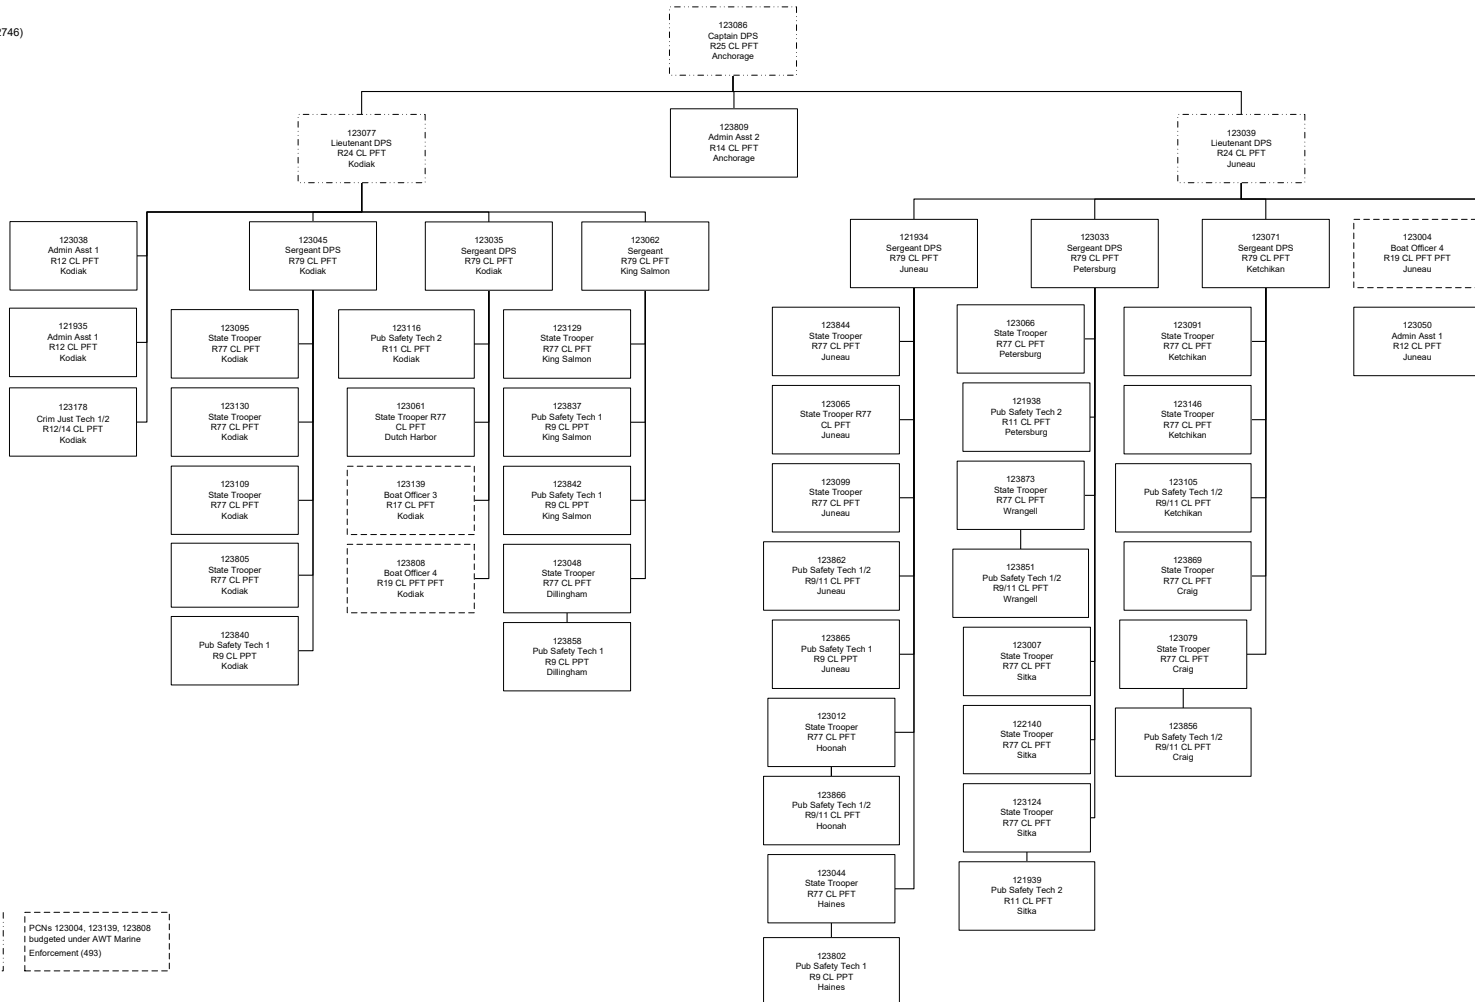 2746)
123086
Captain DPS
R25 CL PFT
Anchorage
123077
Lieutenant DPS
R24 CL PFT
Kodiak
123809
Admin Asst 2
R14 CL PFT
Anchorage
123039
Lieutenant DPS
R24 CL PFT
Juneau
123038
Admin Asst 1
R12 CL PFT
Kodiak
121935
Admin Asst 1
R12 CL PFT
Kodiak
123178
Crim Just Tech 1/2
R12/14 CL PFT
Kodiak
123045
Sergeant DPS
R79 CL PFT
Kodiak
123095
State Trooper
R77 CL PFT
Kodiak
123130
State Trooper
R77 CL PFT
Kodiak
123109
State Trooper
R77 CL PFT
Kodiak
123805
State Trooper
R77 CL PFT
Kodiak
123840
Pub Safety Tech 1
R9 CL PPT
Kodiak
123035
Sergeant DPS
R79 CL PFT
Kodiak
123116
Pub Safety Tech 2
R11 CL PFT
Kodiak
123061
State Trooper R77
CL PFT
Dutch Harbor
123139
Boat Officer 3
R17 CL PFT
Kodiak
123808
Boat Officer 4
R19 CL PFT PFT
Kodiak
123062
Sergeant
R79 CL PFT
King Salmon
123129
State Trooper
R77 CL PFT
King Salmon
123837
Pub Safety Tech 1
R9 CL PPT
King Salmon
123842
Pub Safety Tech 1
R9 CL PPT
King Salmon
123048
State Trooper
R77 CL PFT
Dillingham
123858
Pub Safety Tech 1
R9 CL PPT
Dillingham
121934
Sergeant DPS
R79 CL PFT
Juneau
123844
State Trooper
R77 CL PFT
Juneau
123065
State Trooper R77
CL PFT
Juneau
123099
State Trooper
R77 CL PFT
Juneau
123862
Pub Safety Tech 1/2
R9/11 CL PFT
Juneau
123865
Pub Safety Tech 1
R9 CL PPT
Juneau
123012
State Trooper
R77 CL PFT
Hoonah
123866
Pub Safety Tech 1/2
R9/11 CL PFT
Hoonah
123044
State Trooper
R77 CL PFT
Haines
123802
Pub Safety Tech 1
R9 CL PPT
Haines
123033
Sergeant DPS
R79 CL PFT
Petersburg
123066
State Trooper
R77 CL PFT
Petersburg
121938
Pub Safety Tech 2
R11 CL PFT
Petersburg
123873
State Trooper
R77 CL PFT
Wrangell
123851
Pub Safety Tech 1/2
R9/11 CL PFT
Wrangell
123007
State Trooper
R77 CL PFT
Sitka
122140
State Trooper
R77 CL PFT
Sitka
123124
State Trooper
R77 CL PFT
Sitka
121939
Pub Safety Tech 2
R11 CL PFT
Sitka
123071
Sergeant DPS
R79 CL PFT
Ketchikan
123091
State Trooper
R77 CL PFT
Ketchikan
123146
State Trooper
R77 CL PFT
Ketchikan
123105
Pub Safety Tech 1/2
R9/11 CL PFT
Ketchikan
123869
State Trooper
R77 CL PFT
Craig
123079
State Trooper
R77 CL PFT
Craig
123856
Pub Safety Tech 1/2
R9/11 CL PFT
Craig
123004
Boat Officer 4
R19 CL PFT PFT
Juneau
123050
Admin Asst 1
R12 CL PFT
Juneau
PCNs 123004, 123139, 123808
budgeted under AWT Marine
Enforcement (493)